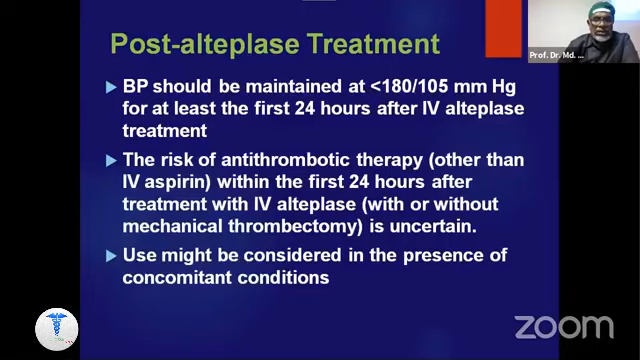 Post-alteplase Treatment
Prof. Dr. Md. ...
BP should be maintained at <180/105 mm Hg
for at least the first 24 hours after IV alteplase
treatment
The risk of antithrombotic therapy (other than
IV aspirin) within the first 24 hours after
treatment with IV alteplase (with or without
mechanical thrombectomy) is uncertain.
Use might be considered in the presence of
concomitant conditions
zoom